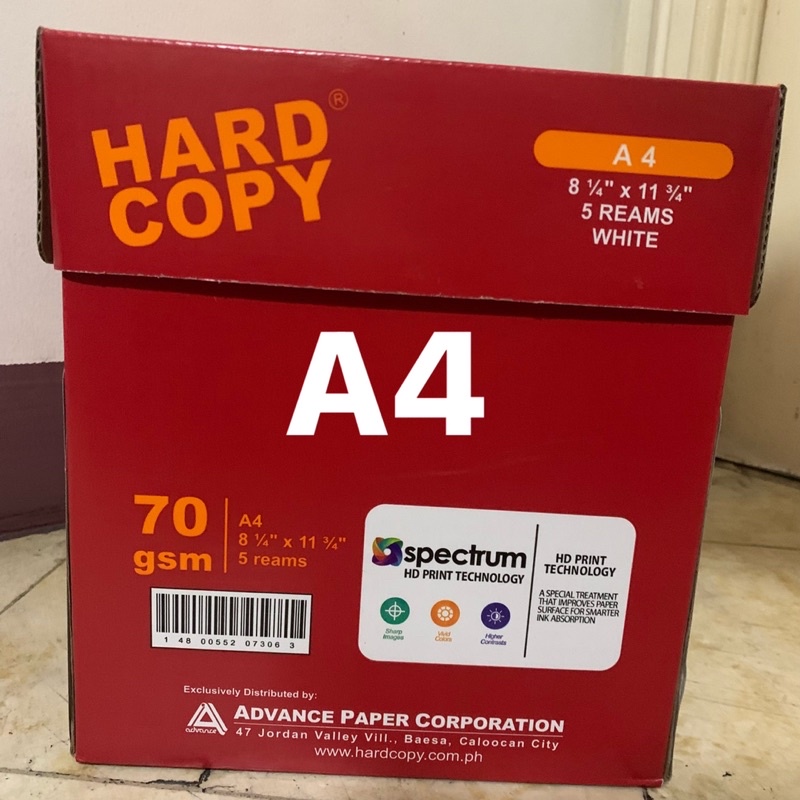 HARD
COPY®
A4
8 ¼" x 11 ¾"
5 REAMS
WHITE
A4
70
gsm
A4
8 ¼" x 11 ¾"
5 reams
1 48 00552 07306 3
spectrum
HD PRINT TECHNOLOGY
Sharp
Images
Vivid
Colors
Higher
Contrasts
HD PRINT
TECHNOLOGY
A SPECIAL TREATMENT
THAT IMPROVES PAPER
SURFACE FOR SMARTER
INK ABSORPTION
Exclusively Distributed by:
advance
ADVANCE PAPER CORPORATION
47 Jordan Valley Vill., Baesa, Caloocan City
www.hardcopy.com.ph